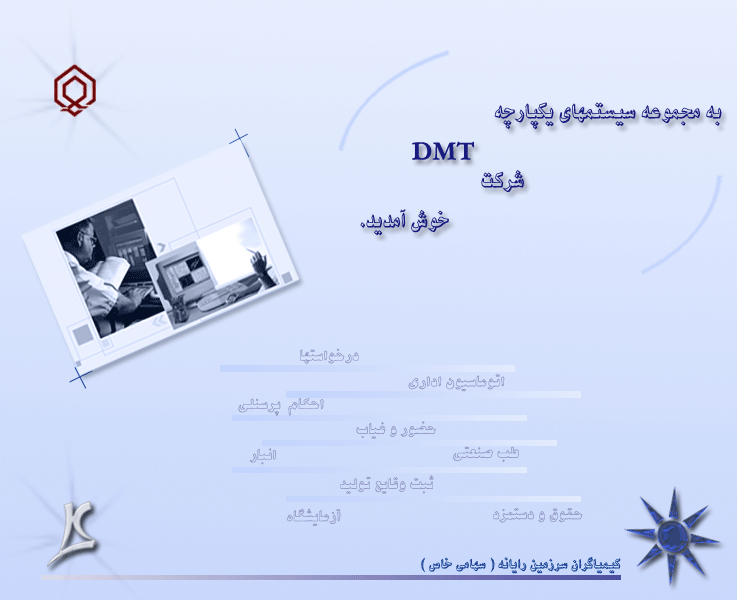 به مجموعه سیستمهای یکپارچه
DMT
شرکت
خوش آمدید.
درخواستها
اتوماسیون اداری
احکام پرسنلی
حضور و غیاب
طب صنعتی
انبار
ثبت وقایع تولید
حقوق و دستمزد
آزمایشگاه
کیمیاگران سرزمین رایانه ( سهامی خاص )